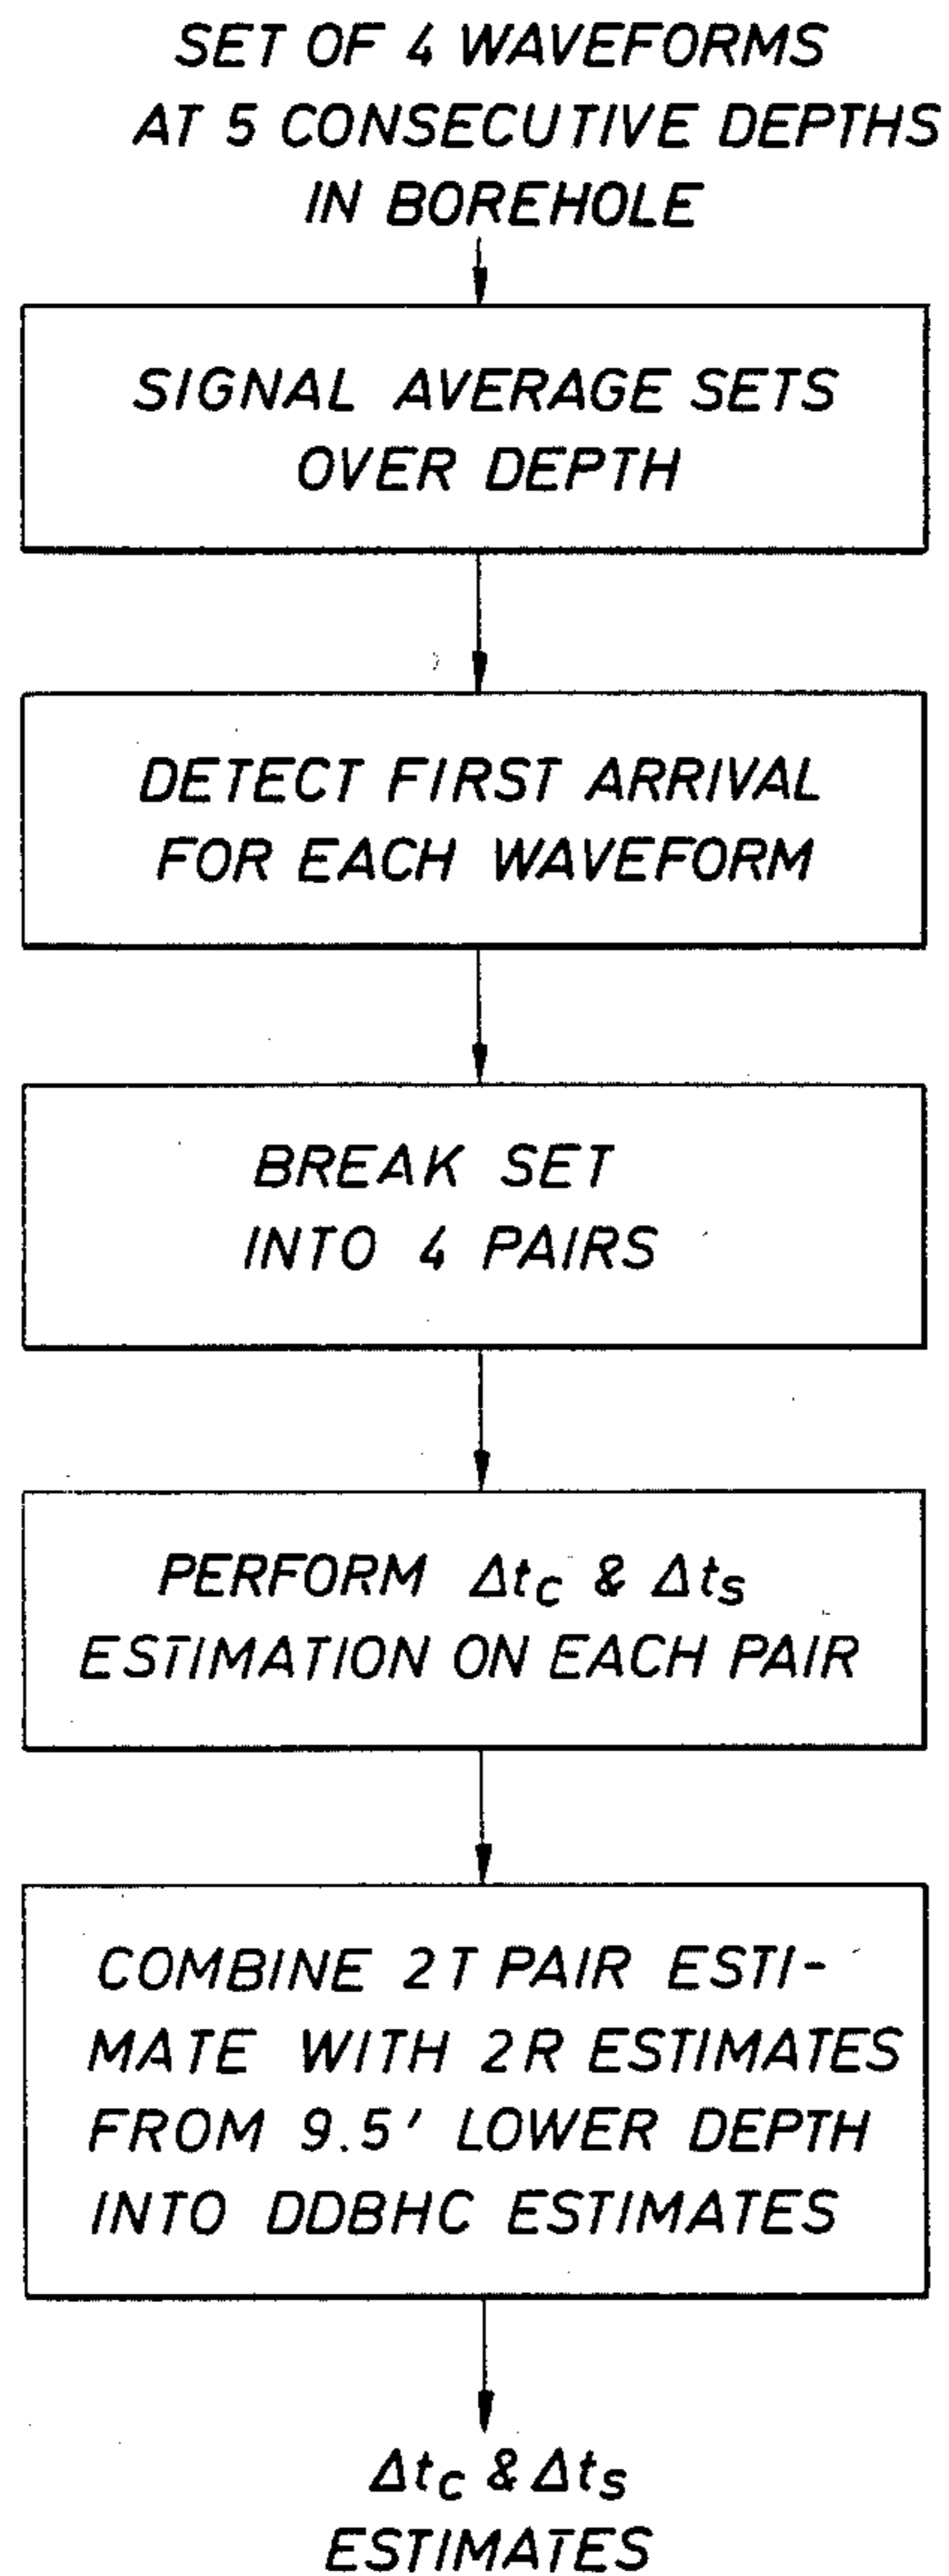 SET OF 4 WAVEFORMS
AT 5 CONSECUTIVE DEPTHS
IN BOREHOLE
SIGNAL AVERAGE SETS
OVER DEPTH
DETECT FIRST ARRIVAL
FOR EACH WAVEFORM
BREAK SET
INTO 4 PAIRS
PERFORM Δtc & Δts
ESTIMATION ON EACH PAIR
COMBINE 2T PAIR ESTI-
MATE WITH 2R ESTIMATES
FROM 9.5' LOWER DEPTH
INTO DDBHC ESTIMATES
Δtc & Δts
ESTIMATES